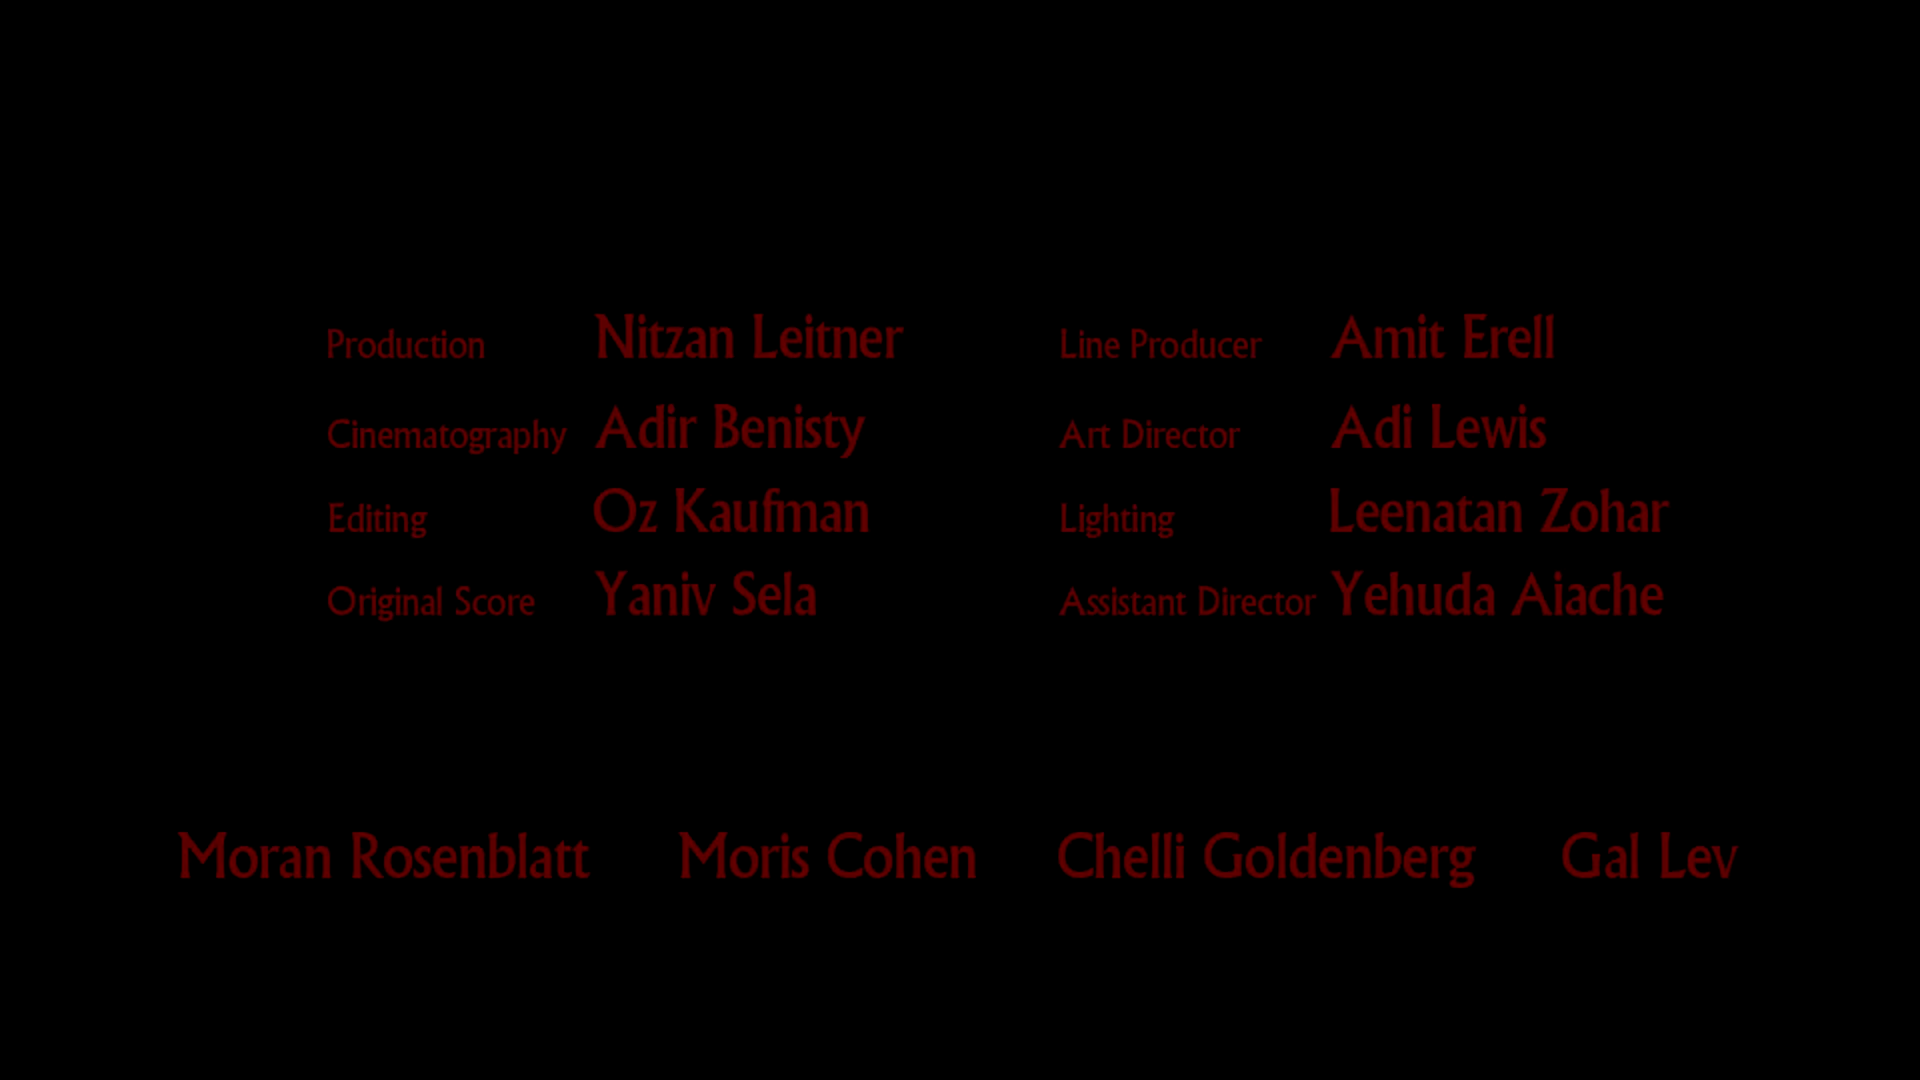 Production Nitzan Leitner Line Producer Amit Erell
Cinematography Adir Benisty Art Director Adi Lewis
Editing Oz Kaufman Lighting Leenatan Zohar
Original Score Yaniv Sela Assistant Director Yehuda Aiache
Moran Rosenblatt Moris Cohen Chelli Goldenberg Gal Lev